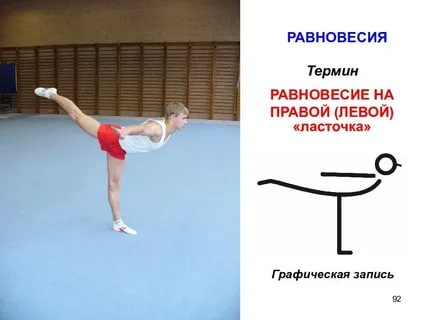 РАВНОВЕСИЯ
Термин
РАВНОВЕСИЕ НА
ПРАВОЙ (ЛЕВОЙ)
«ласточка»
Графическая запись
92